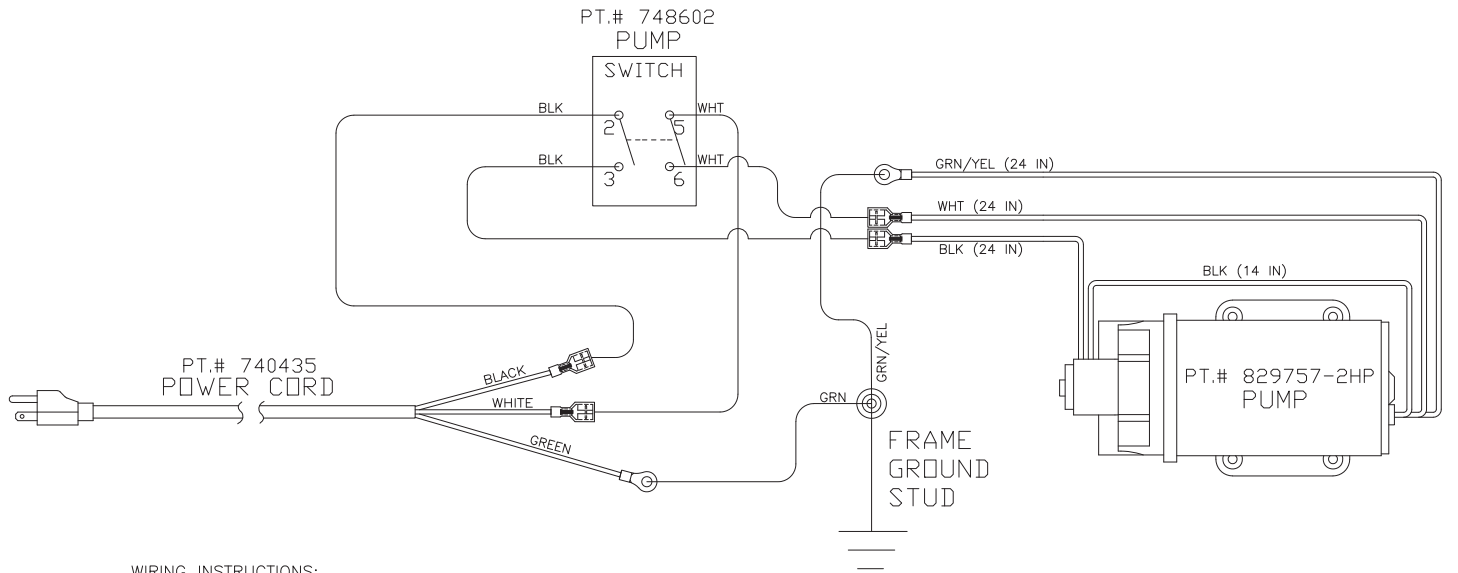 PT.# 748602
PUMP
SWITCH
BLK
WHT
2
5
BLK
WHT
3
6
GRN/YEL (24 IN)
WHT (24 IN)
BLK (24 IN)
BLK (14 IN)
PT.# 740435
POWER CORD
BLACK
WHITE
GREEN
GRN/YEL
GRN
FRAME
GROUND
STUD
PT.# 829757-2HP
PUMP
WIRING INSTRUCTIONS: